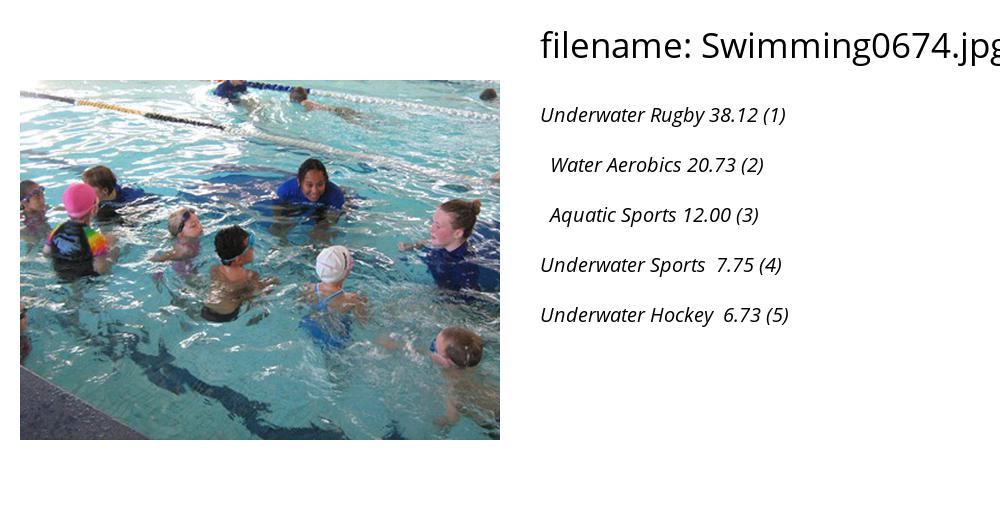 filename: Swimming0674.jpg
Underwater Rugby 38.12 (1)
Water Aerobics 20.73 (2)
Aquatic Sports 12.00 (3)
Underwater Sports 7.75 (4)
Underwater Hockey 6.73 (5)